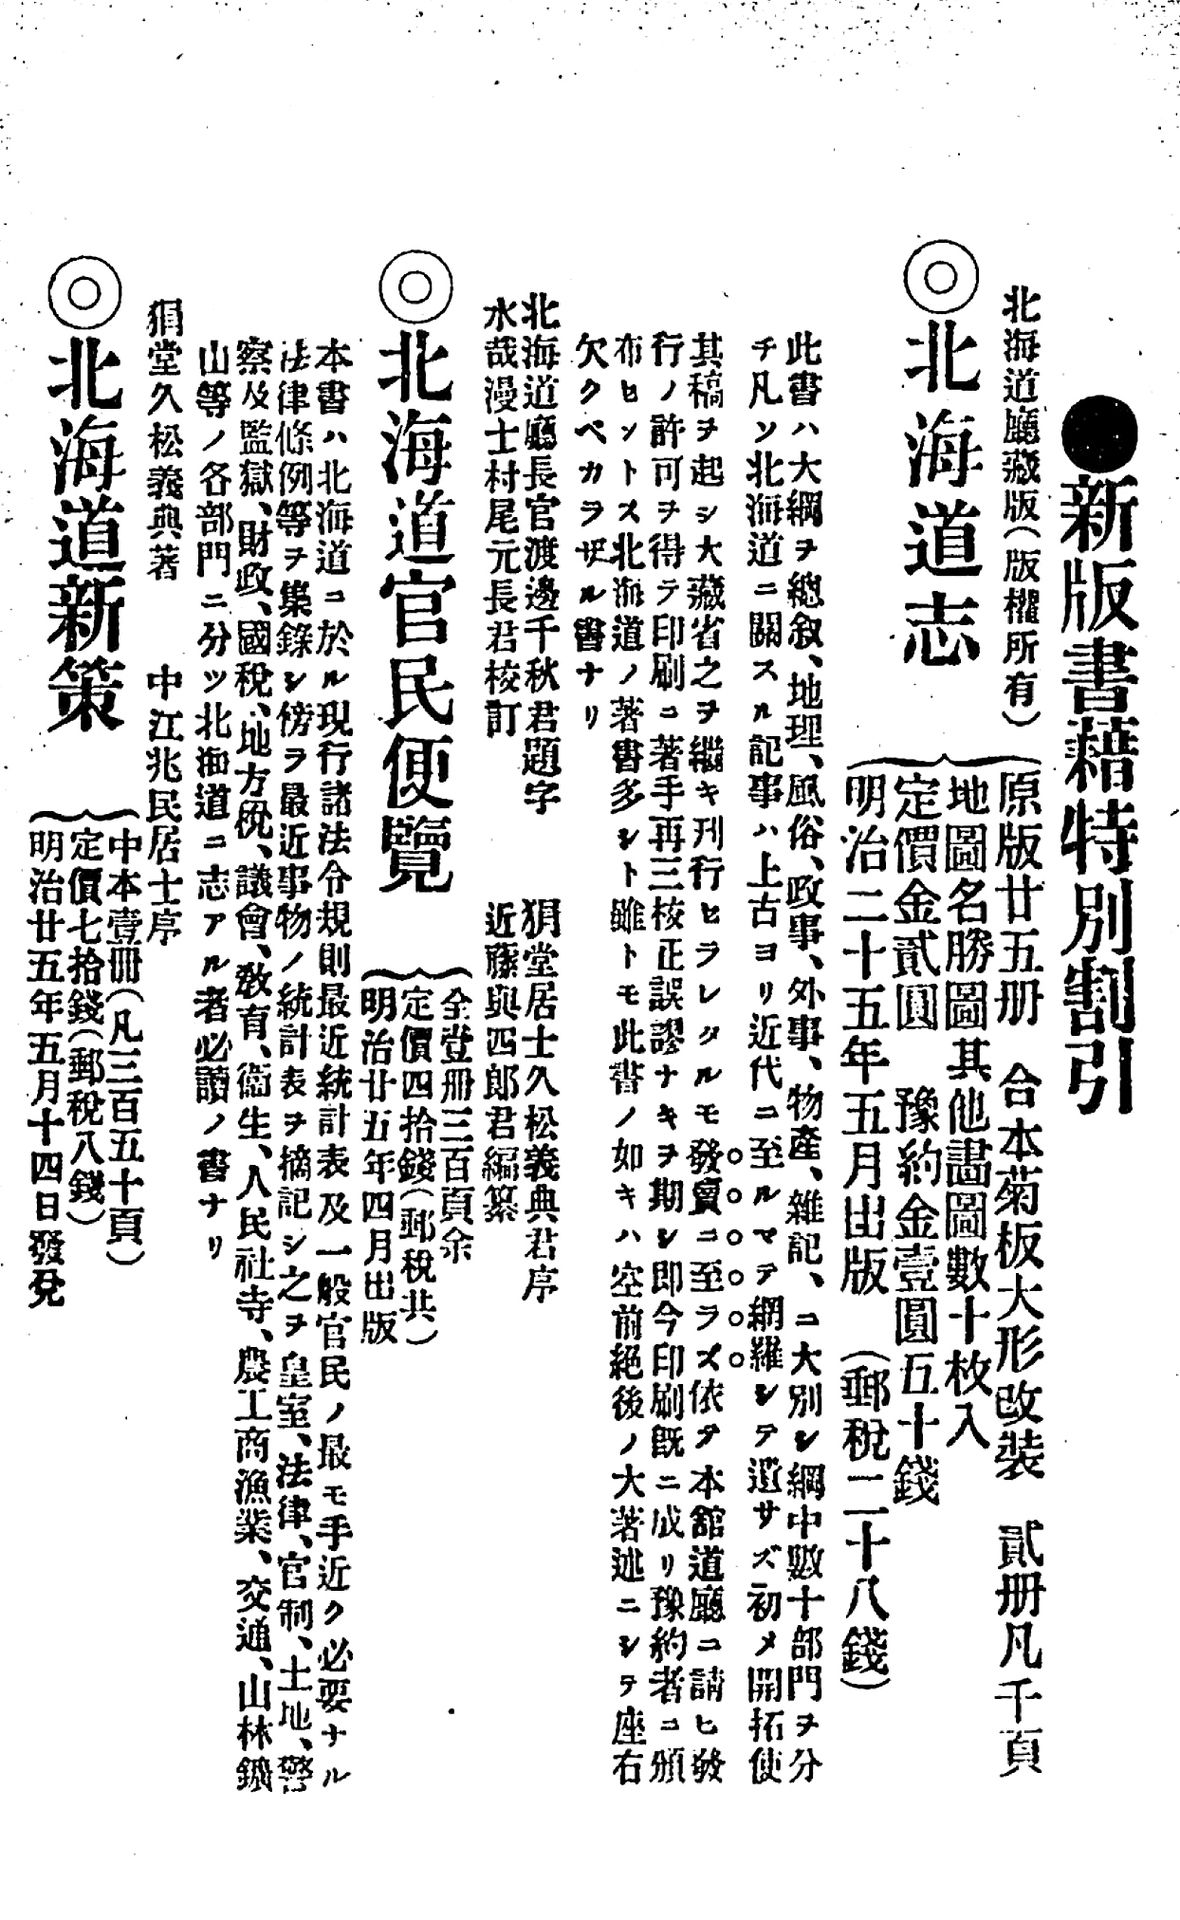 ●新版書藉特別割引
北海道廳藏版（版權所有）
◎北海道志
原版廿五册　合本菊板大形改裝　貳册凡千頁
地圖名勝圖其他畫圖數十枚入
定價金貳圓　豫約金壹圓五十錢
明治二十五年五月出版　（郵稅二十八錢）
此書ハ大綱ヲ總敘、地理、風俗、政事、外事、物產、雜記、ニ大別シ綱中數十部門ヲ分
チ凡ソ北海道ニ關スル記事ハ上古ヨリ近代ニ至ルマテ網羅シテ遺サズ初メ開拓使
其稿ヲ起シ大藏省之ヲ繼キ刊行ヒラレタルモ發賣ニ至ラズ依テ本舘道廳ニ請ヒ發
行ノ許可ヲ得テ印刷ニ著手再三校正誤謬ナキヲ期シ即今印刷既ニ成リ豫約者ニ頒
布セントス北海道ノ著書多シト雖トモ此書ノ如キハ空前絕後ノ大著述ニシテ座右
欠クベカラザル書ナリ
北海道廳長官渡邊千秋君題字　狷堂居士久松義典君序
水哉漫士村尾元長君校訂　近藤與四郎君編纂
◎北海道官民便覽
全壹册三百頁余
定價四拾錢（郵稅共）
明治廿五年四月出版
本書ハ北海道ニ於ル現行諸法令規則最近統計表及一般官民ノ最モ手近ク必要ナル
法律條例等ヲ集錄シ傍ラ最近事物ノ統計表ヲ摘記シ之ヲ皇室、法律、官制、土地、警
察及監獄、財政、國稅、地方稅、議會、敎育、衞生、人民社寺、農工商漁業、交通、山林鑛
山等ノ各部門ニ分ツ北海道ニ志アル者必讀ノ書ナリ
狷堂久松義典著　中江兆民居士序
◎北海道新策
中本壹冊（凡三百五十頁）
定價七拾錢（郵稅八錢）
明治廿五年五月十四日發兌